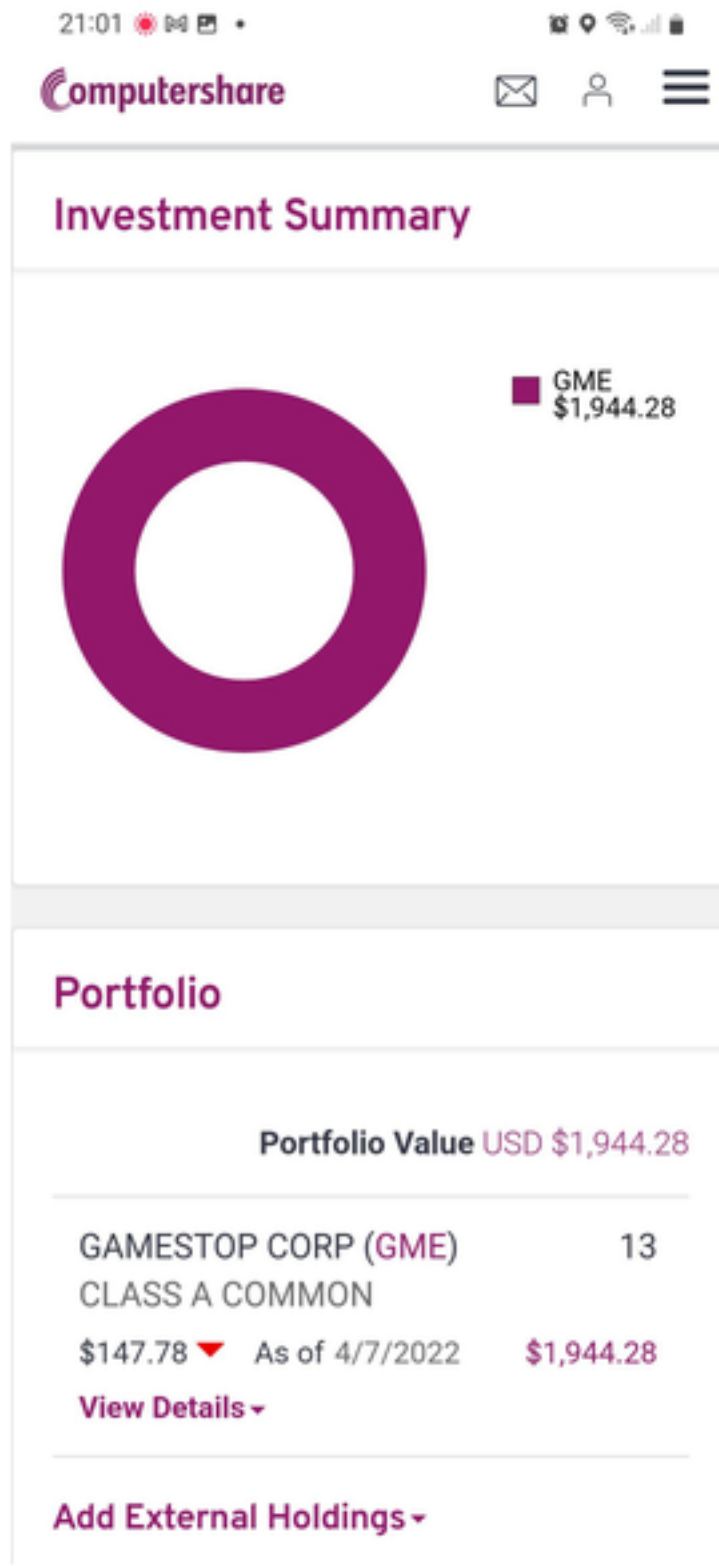 21:01
Computershare
Investment Summary
GME
$1,944.28
Portfolio
Portfolio Value USD $1,944.28
GAMESTOP CORP (GME) 13
CLASS A COMMON
$147.78 As of 4/7/2022 $1,944.28
View Details
Add External Holdings